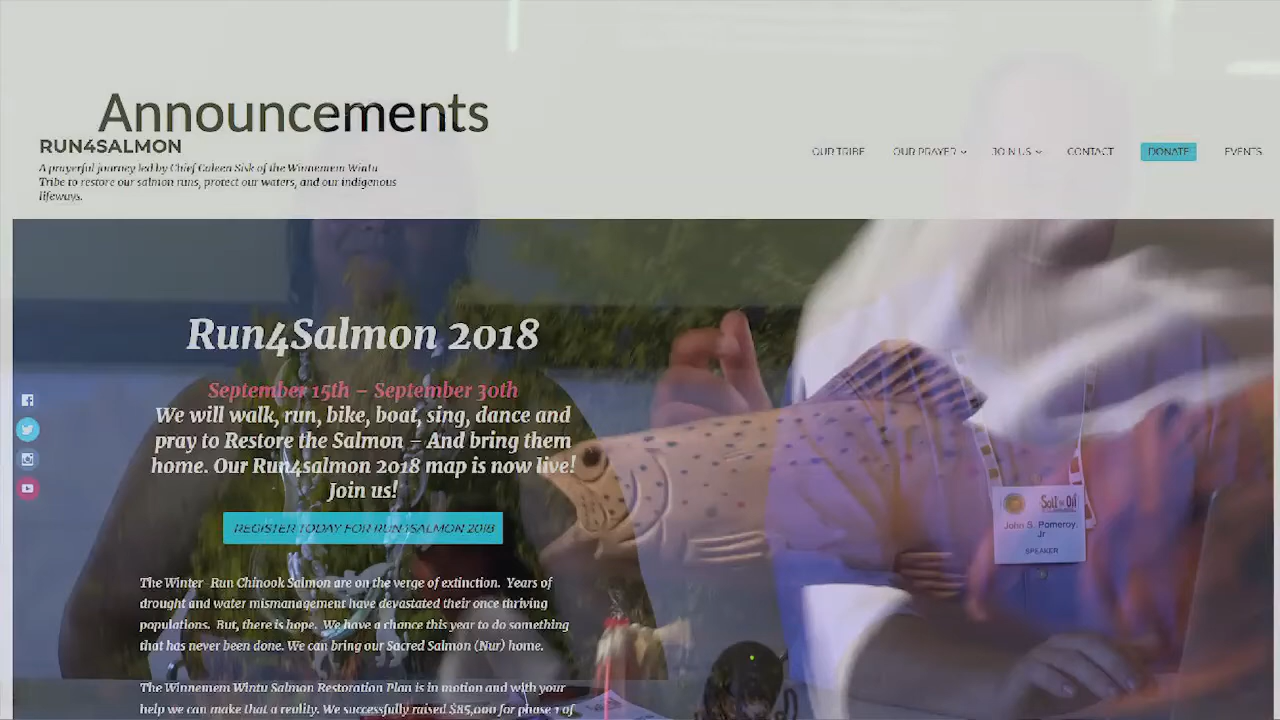 Announcements
RUN4SALMON
A prayerful journey led by Chief Caleen Sisk of the Winnemem Wintu
Tribe to restore our salmon runs, protect our waters, and our indigenous
lifeways.
OUR TRIBE OUR PRAYER JOIN US CONTACT DONATE EVENTS
Run4Salmon 2018
September 15th – September 30th
We will walk, run, bike, boat, sing, dance and
pray to Restore the Salmon – And bring them
home. Our Run4salmon 2018 map is now live!
Join us!
REGISTER TODAY FOR RUN4SALMON 2018
The Winter-Run Chinook Salmon are on the verge of extinction. Years of
drought and water mismanagement have devastated their once thriving
populations. But, there is hope. We have a chance this year to do something
that has never been done. We can bring our Sacred Salmon (Nur) home.
The Winnemem Wintu Salmon Restoration Plan is in motion and with your
help we can make that a reality. We successfully raised $85,000 for phase 1 of
John S. Pomeroy,
Jr
SPEAKER